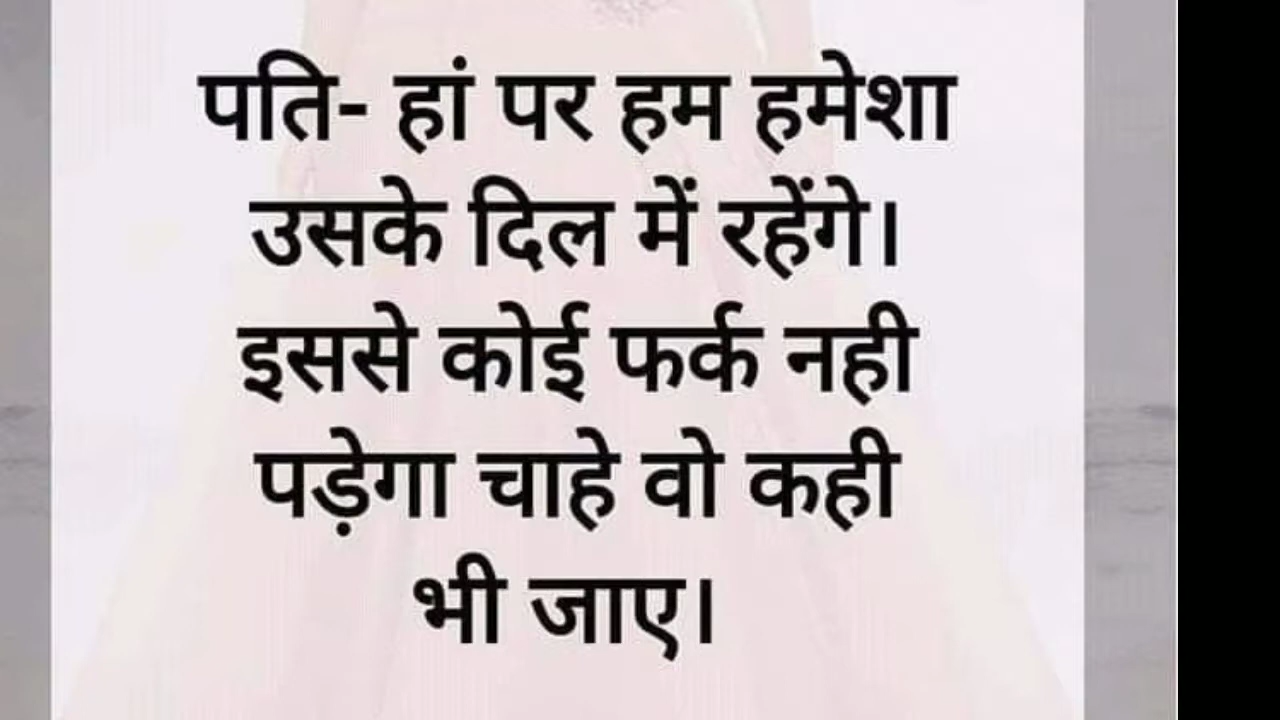 पति- हां पर हम हमेशा
उसके दिल में रहेंगे।
इससे कोई फर्क नही
पड़ेगा चाहे वो कही
भी जाए।